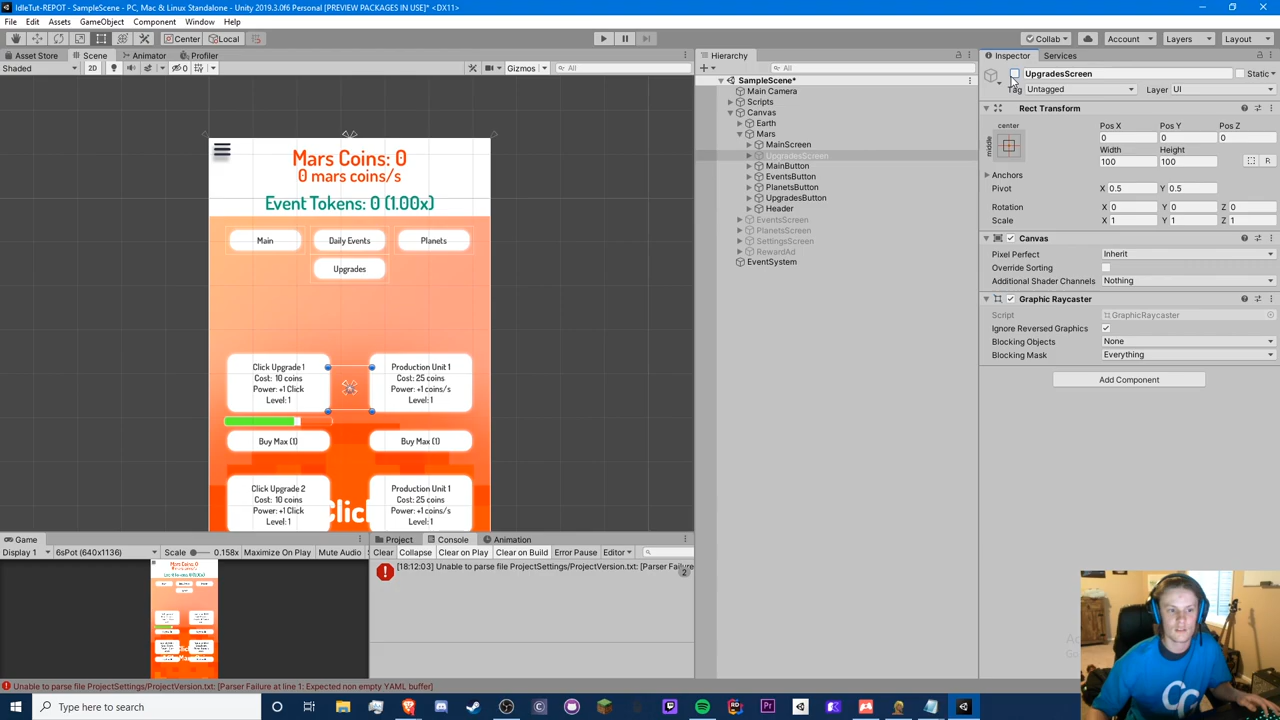 IdleTut-REPOT - SampleScene - PC, Mac & Linux Standalone - Unity 2019.3.0f6 Personal [PREVIEW PACKAGES IN USE]* <DX11>
File Edit Assets GameObject Component Window Help
Center Local Collab Account Layers Layout
Asset Store Scene Animator Profiler Hierarchy Inspector Services
Shaded 2D 0 Gizmos All All
SampleScene*
Main Camera
Scripts
Canvas
Earth
Mars
MainScreen
UpgradesScreen
MainButton
EventsButton
PlanetsButton
UpgradesButton
Header
EventsScreen
PlanetsScreen
SettingsScreen
RewardAd
EventSystem
Mars Coins: 0
0 mars coins/s
Event Tokens: 0 (1.00x)
Main Daily Events Planets
Upgrades
Click Upgrade 1
Cost: 10 coins
Power: +1 Click
Level: 1
Production Unit 1
Cost: 25 coins
Power: +1 coins/s
Level: 1
Buy Max (1) Buy Max (1)
Click Upgrade 2
Cost: 10 coins
Power: +1 Click
Level: 1
Production Unit 1
Cost: 25 coins
Power: +1 coins/s
Level: 1
Click
UpgradesScreen Static
Tag Untagged Layer UI
Rect Transform
center
middle
Pos X Pos Y Pos Z
0 0 0
Width Height
100 100
R
Anchors
Pivot X 0.5 Y 0.5
Rotation X 0 Y 0 Z 0
Scale X 1 Y 1 Z 1
Canvas
Pixel Perfect Inherit
Override Sorting
Additional Shader Channels Nothing
Graphic Raycaster
Script GraphicRaycaster
Ignore Reversed Graphics
Blocking Objects None
Blocking Mask Everything
Add Component
Game Project Console Animation
Display 1 6sPot (640x1136) Scale 0.158x Maximize On Play Mute Audio
Clear Collapse Clear on Play Clear on Build Error Pause Editor
[18:12:03] Unable to parse file ProjectSettings/ProjectVersion.txt: [Parser Failure
2
Unable to parse file ProjectSettings/ProjectVersion.txt: [Parser Failure at line 1: Expected non empty YAML buffer]
Type here to search